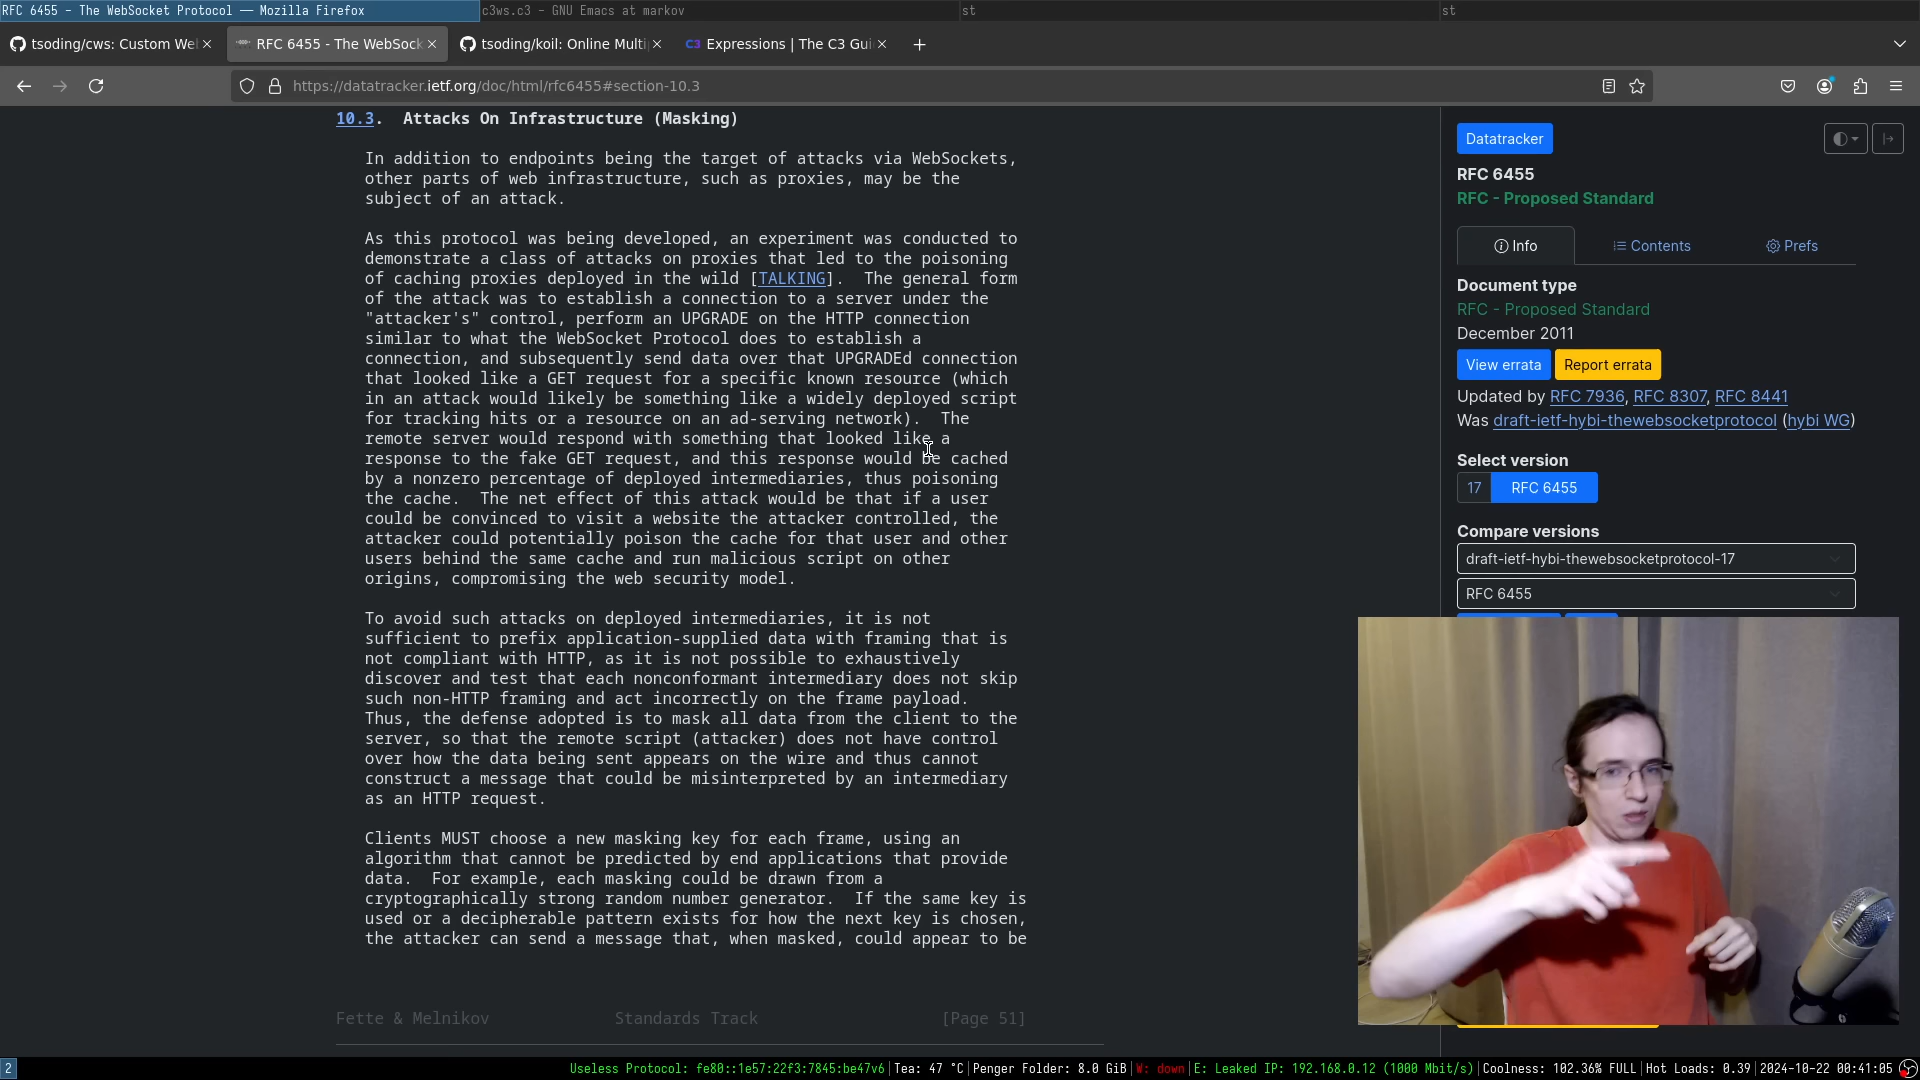 RFC 6455 - The WebSocket Protocol — Mozilla Firefox
c3ws.c3 - GNU Emacs at markov
st
st
tsoding/cws: Custom We
RFC 6455 - The WebSock
tsoding/koil: Online Multi
C3 Expressions | The C3 Gui
https://datatracker.ietf.org/doc/html/rfc6455#section-10.3
10.3. Attacks On Infrastructure (Masking)
In addition to endpoints being the target of attacks via WebSockets,
other parts of web infrastructure, such as proxies, may be the
subject of an attack.
As this protocol was being developed, an experiment was conducted to
demonstrate a class of attacks on proxies that led to the poisoning
of caching proxies deployed in the wild [TALKING]. The general form
of the attack was to establish a connection to a server under the
"attacker's" control, perform an UPGRADE on the HTTP connection
similar to what the WebSocket Protocol does to establish a
connection, and subsequently send data over that UPGRADEd connection
that looked like a GET request for a specific known resource (which
in an attack would likely be something like a widely deployed script
for tracking hits or a resource on an ad-serving network). The
remote server would respond with something that looked like a
response to the fake GET request, and this response would be cached
by a nonzero percentage of deployed intermediaries, thus poisoning
the cache. The net effect of this attack would be that if a user
could be convinced to visit a website the attacker controlled, the
attacker could potentially poison the cache for that user and other
users behind the same cache and run malicious script on other
origins, compromising the web security model.
To avoid such attacks on deployed intermediaries, it is not
sufficient to prefix application-supplied data with framing that is
not compliant with HTTP, as it is not possible to exhaustively
discover and test that each nonconformant intermediary does not skip
such non-HTTP framing and act incorrectly on the frame payload.
Thus, the defense adopted is to mask all data from the client to the
server, so that the remote script (attacker) does not have control
over how the data being sent appears on the wire and thus cannot
construct a message that could be misinterpreted by an intermediary
as an HTTP request.
Clients MUST choose a new masking key for each frame, using an
algorithm that cannot be predicted by end applications that provide
data. For example, each masking could be drawn from a
cryptographically strong random number generator. If the same key is
used or a decipherable pattern exists for how the next key is chosen,
the attacker can send a message that, when masked, could appear to be
Fette & Melnikov Standards Track [Page 51]
Datatracker
RFC 6455
RFC - Proposed Standard
Info
Contents
Prefs
Document type
RFC - Proposed Standard
December 2011
View errata
Report errata
Updated by RFC 7936, RFC 8307, RFC 8441
Was draft-ietf-hybi-thewebsocketprotocol (hybi WG)
Select version
17
RFC 6455
Compare versions
draft-ietf-hybi-thewebsocketprotocol-17
RFC 6455
2
Useless Protocol: fe80::1e57:22f3:7845:be47v6|Tea: 47 °C|Penger Folder: 8.0 GiB|W: down|E: Leaked IP: 192.168.0.12 (1000 Mbit/s)|Coolness: 102.36% FULL|Hot Loads: 0.39|2024-10-22 00:41:05